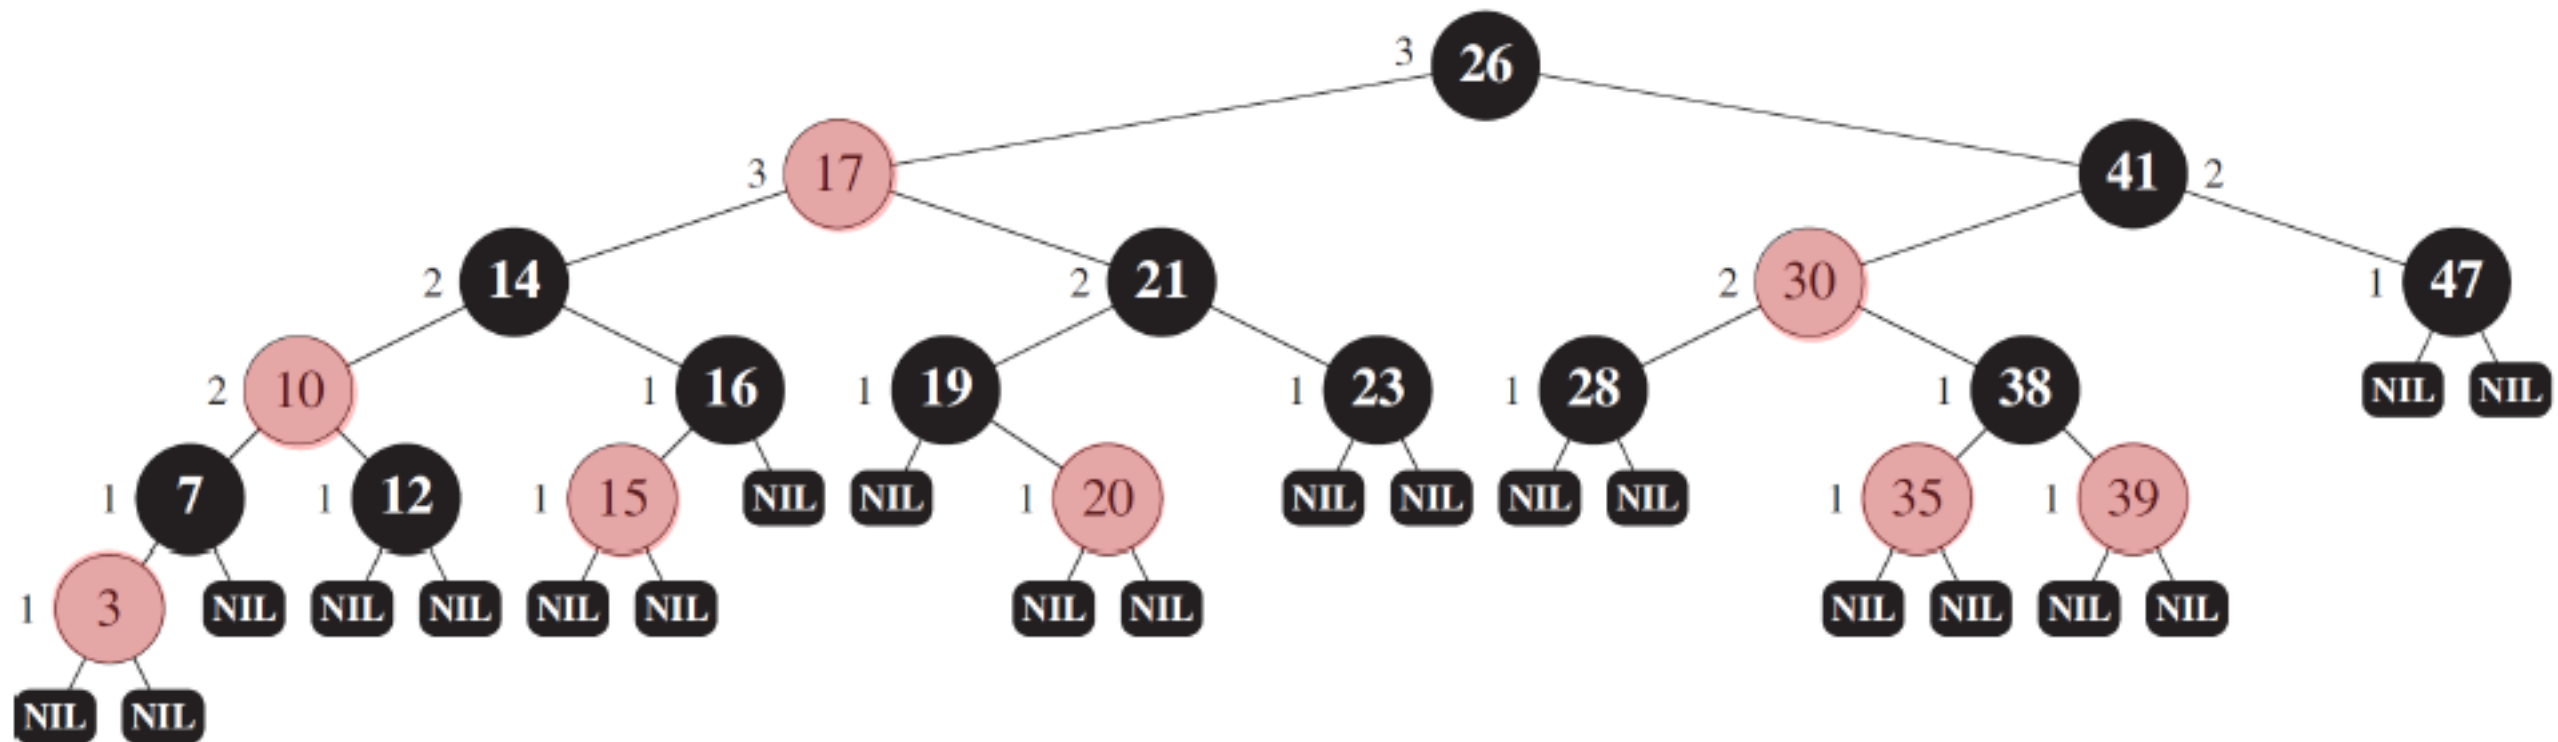 3 26
3 17 41 2
2 14 2 21 2 30 1 47
2 10 1 16 1 19 1 23 1 28 1 38 NIL NIL
1 7 1 12 1 15 NIL NIL 1 20 NIL NIL NIL NIL 1 35 1 39
1 3 NIL NIL NIL NIL NIL NIL NIL NIL NIL NIL NIL
NIL NIL